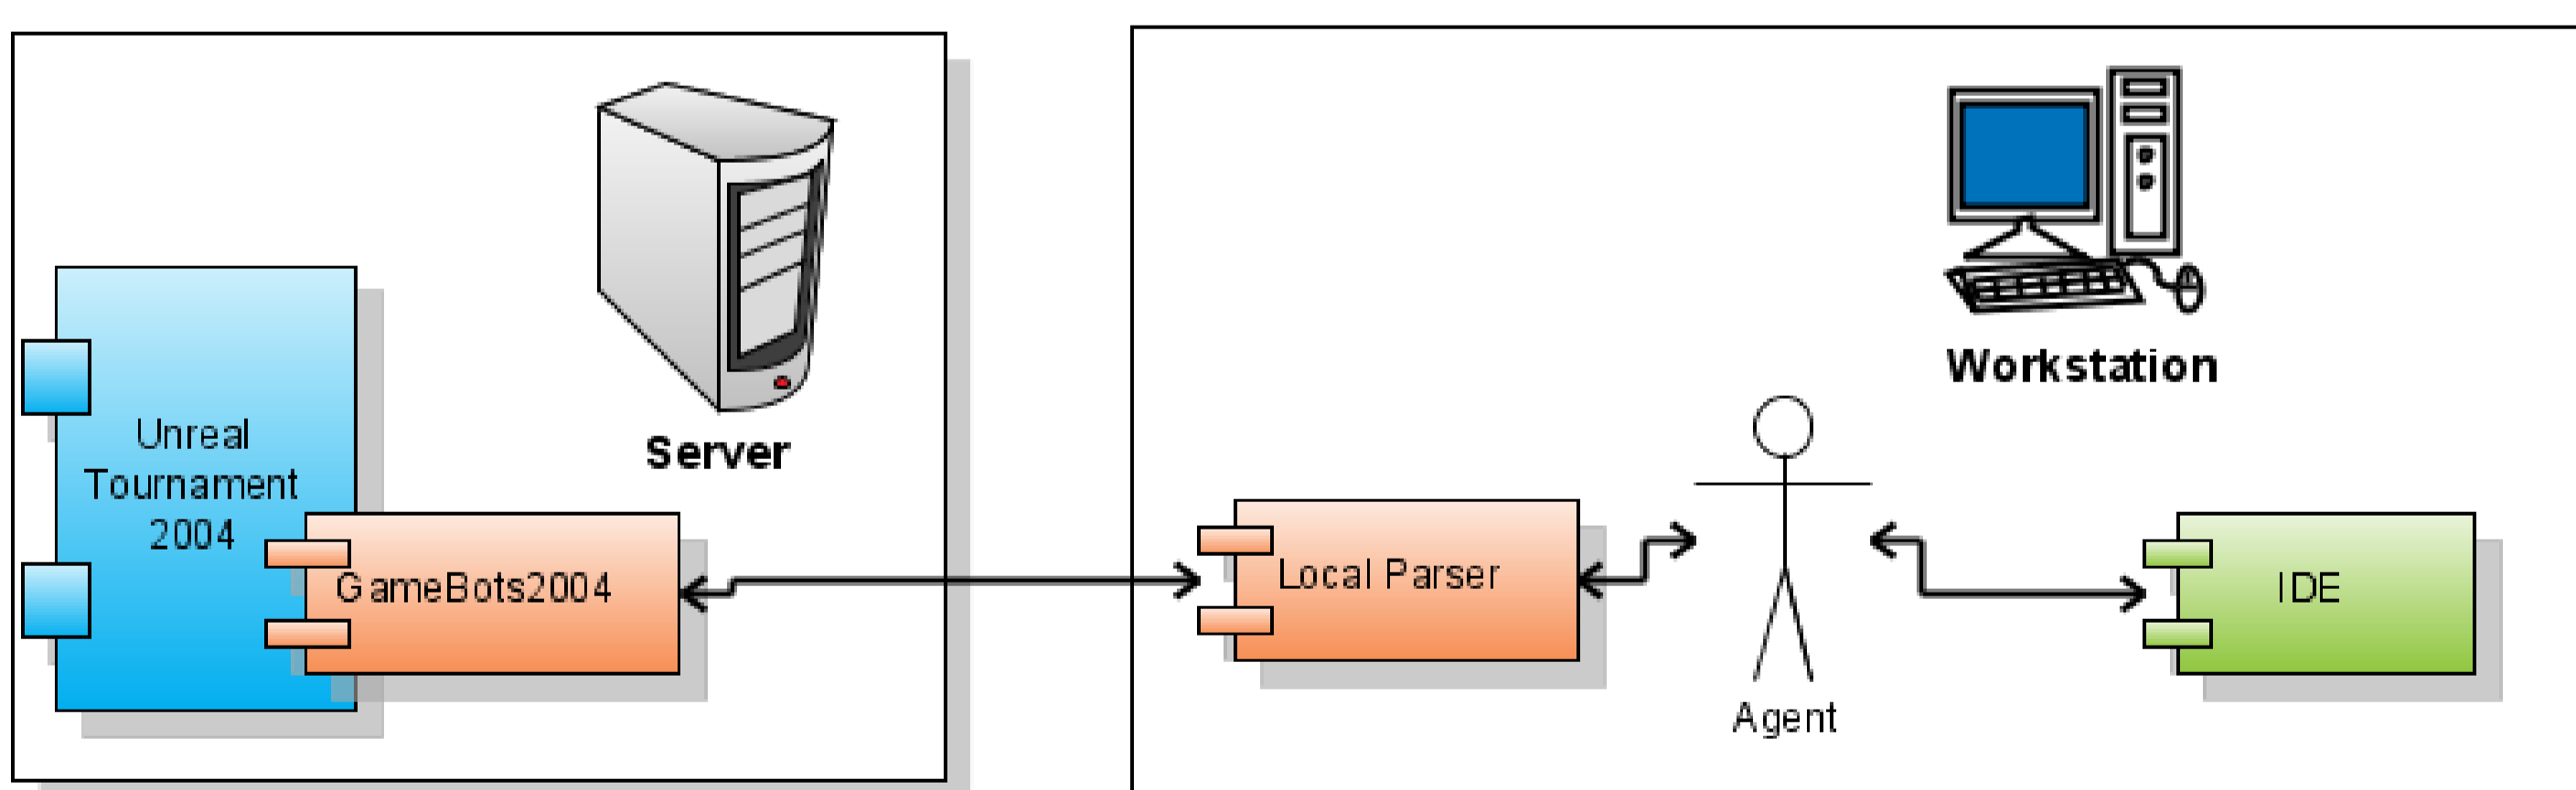 Server
Unreal
Tournament
2004
GameBots2004
Workstation
Local Parser
Agent
IDE